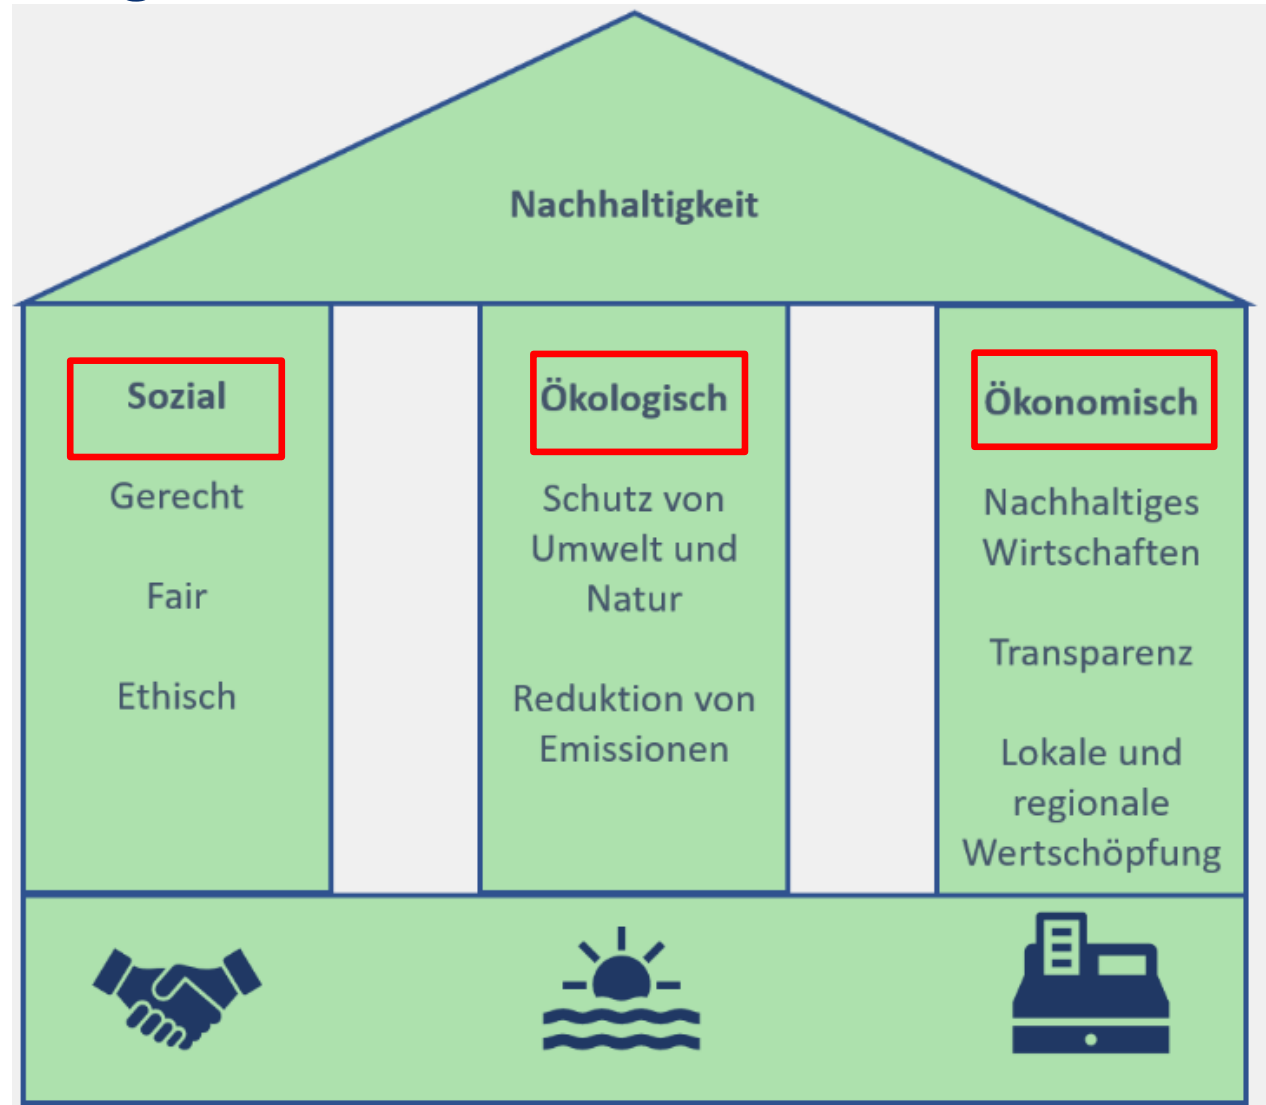 Nachhaltigkeit
Sozial
Gerecht
Fair
Ethisch
Ökologisch
Schutz von
Umwelt und
Natur
Reduktion von
Emissionen
Ökonomisch
Nachhaltiges
Wirtschaften
Transparenz
Lokale und
regionale
Wertschöpfung